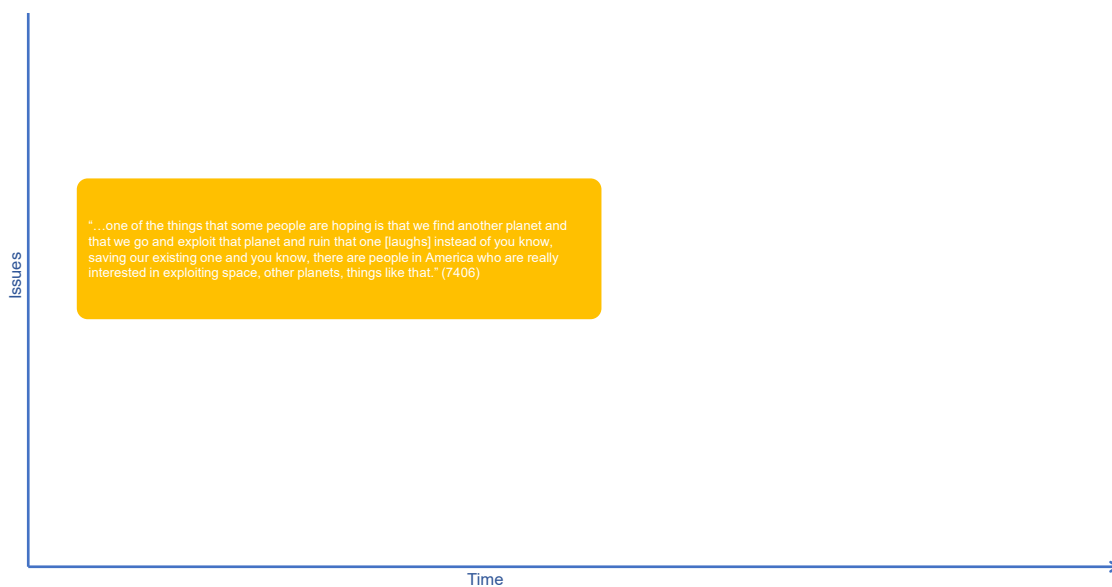 “…one of the things that some people are hoping is that we find another planet and
that we go and exploit that planet and ruin that one [laughs] instead of you know,
saving our existing one and you know, there are people in America who are really
interested in exploiting space, other planets, things like that.” (7406)
Issues
Time